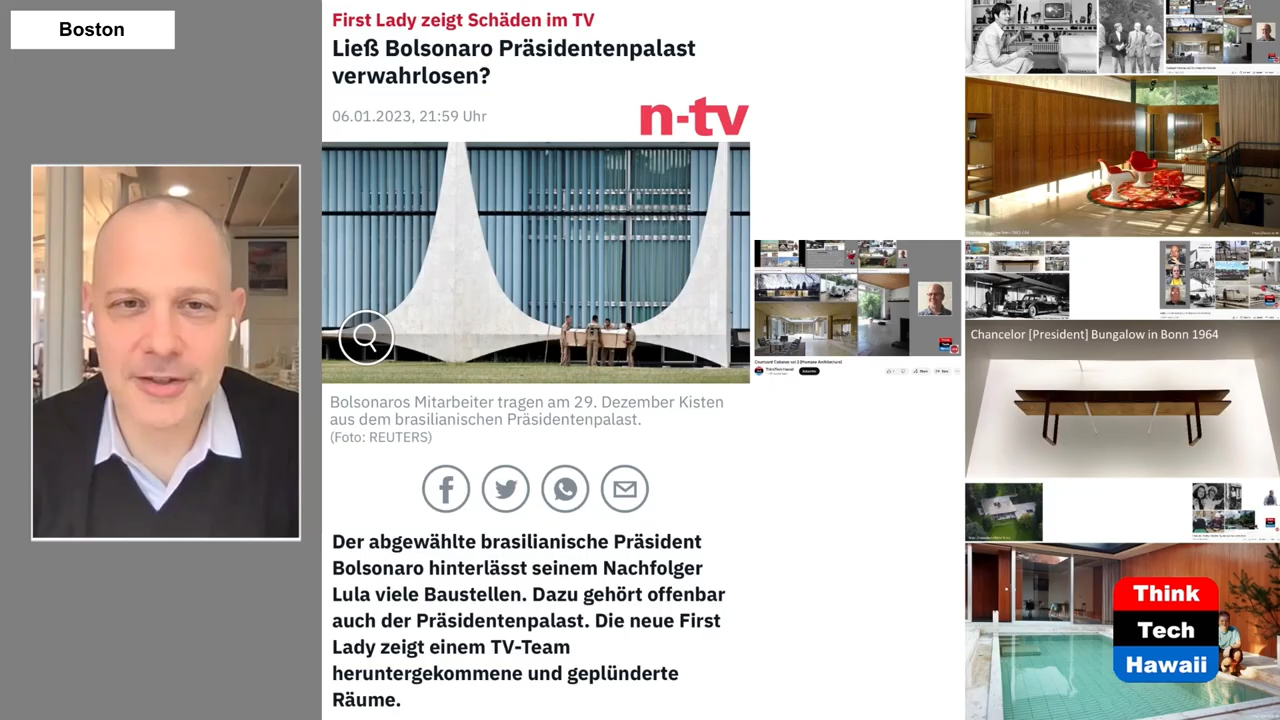 Boston
First Lady zeigt Schäden im TV
Ließ Bolsonaro Präsidentenpalast
verwahrlosen?
06.01.2023, 21:59 Uhr
n-tv
Bolsonaros Mitarbeiter tragen am 29. Dezember Kisten
aus dem brasilianischen Präsidentenpalast.
(Foto: REUTERS)
Der abgewählte brasilianische Präsident
Bolsonaro hinterlässt seinem Nachfolger
Lula viele Baustellen. Dazu gehört offenbar
auch der Präsidentenpalast. Die neue First
Lady zeigt einem TV-Team
heruntergekommene und geplünderte
Räume.
Chancelor [President] Bungalow in Bonn 1964
Think
Tech
Hawaii